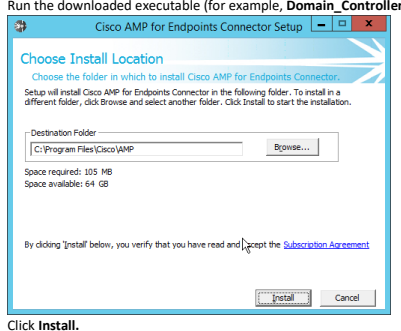 Run the downloaded executable (for example, Domain_Controller
Cisco AMP for Endpoints Connector Setup
Choose Install Location
Choose the folder in which to install Cisco AMP for Endpoints Connector.
Setup will install Cisco AMP for Endpoints Connector in the following folder. To install in a
different folder, click Browse and select another folder. Click Install to start the installation.
Destination Folder
C:\Program Files\Cisco\AMP
Browse...
Space required: 105 MB
Space available: 64 GB
By clicking 'Install' below, you verify that you have read and accept the Subscription Agreement
Install Cancel
Click Install.